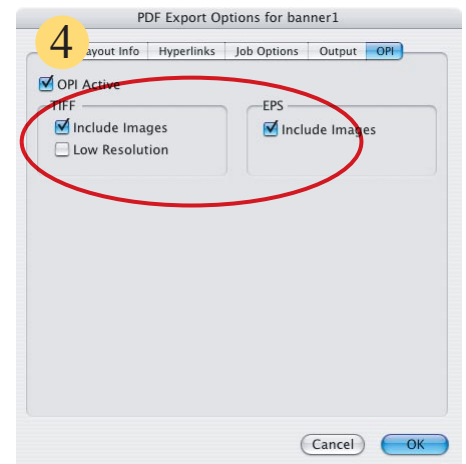 PDF Export Options for banner1
4
ayout Info Hyperlinks Job Options Output OPI
OPI Active
TIFF
EPS
Include Images
Include Images
Low Resolution
Cancel OK